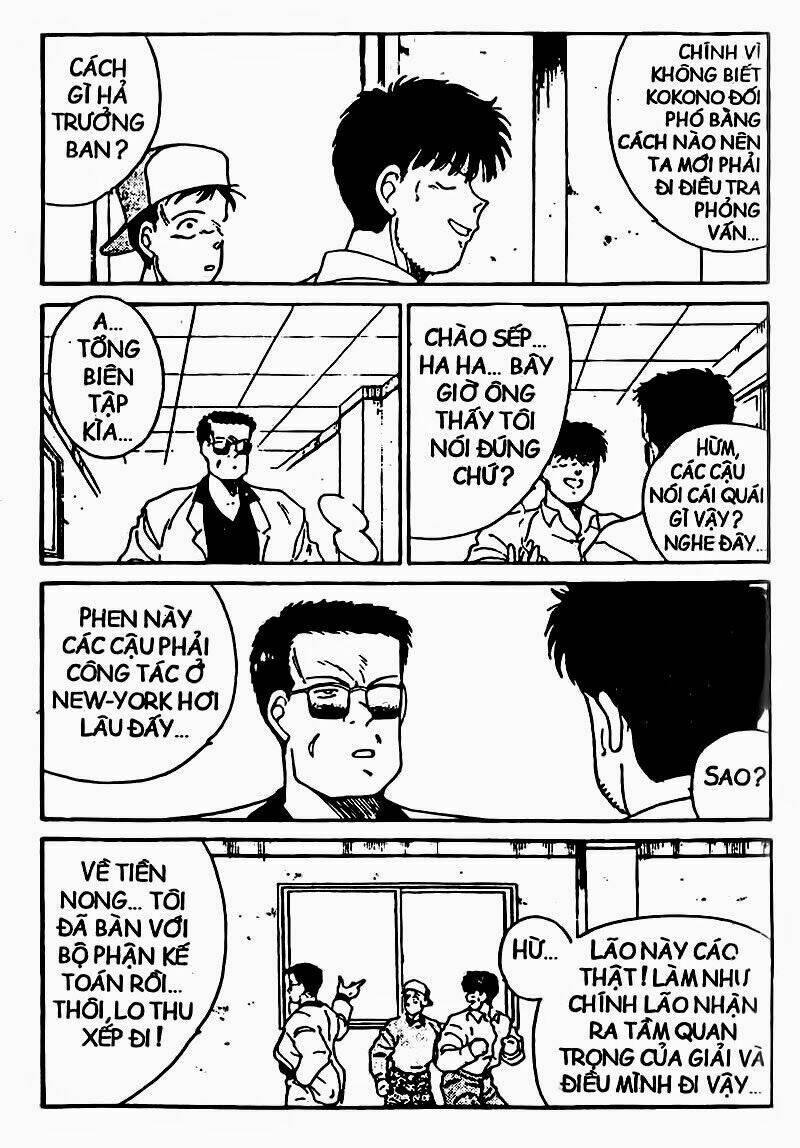 CHÍNH VÌ
KHÔNG BIẾT
KOKONO ĐỐI
PHÓ BẰNG
CÁCH NÀO NÊN
TA MỚI PHẢI
ĐI ĐIỀU TRA
PHỎNG
VẤN...
CÁCH
GÌ HẢ
TRƯỞNG
BAN?
A...
TỔNG
BIÊN
TẬP
KÌA...
CHÀO SẾP...
HA HA... BÂY
GIỜ ÔNG
THẤY TÔI
NÓI ĐÚNG
CHỨ?
HỪM,
CÁC CẬU
NÓI CÁI QUÁI
GÌ VẬY?
NGHE ĐÂY...
PHEN NÀY
CÁC CẬU PHẢI
CÔNG TÁC Ở
NEW-YORK HƠI
LÂU ĐẤY...
SAO?
VỀ TIỀN
NONG... TÔI
ĐÃ BÀN VỚI
BỘ PHẬN KẾ
TOÁN RỒI...
THÔI, LO THU
XẾP ĐI!
HỪ...
LÃO NÀY CÁO
THẬT! LÀM NHƯ
CHÍNH LÃO NHẬN
RA TẦM QUAN
TRỌNG CỦA GIẢI VÀ
ĐIỀU MÌNH ĐI VẬY...